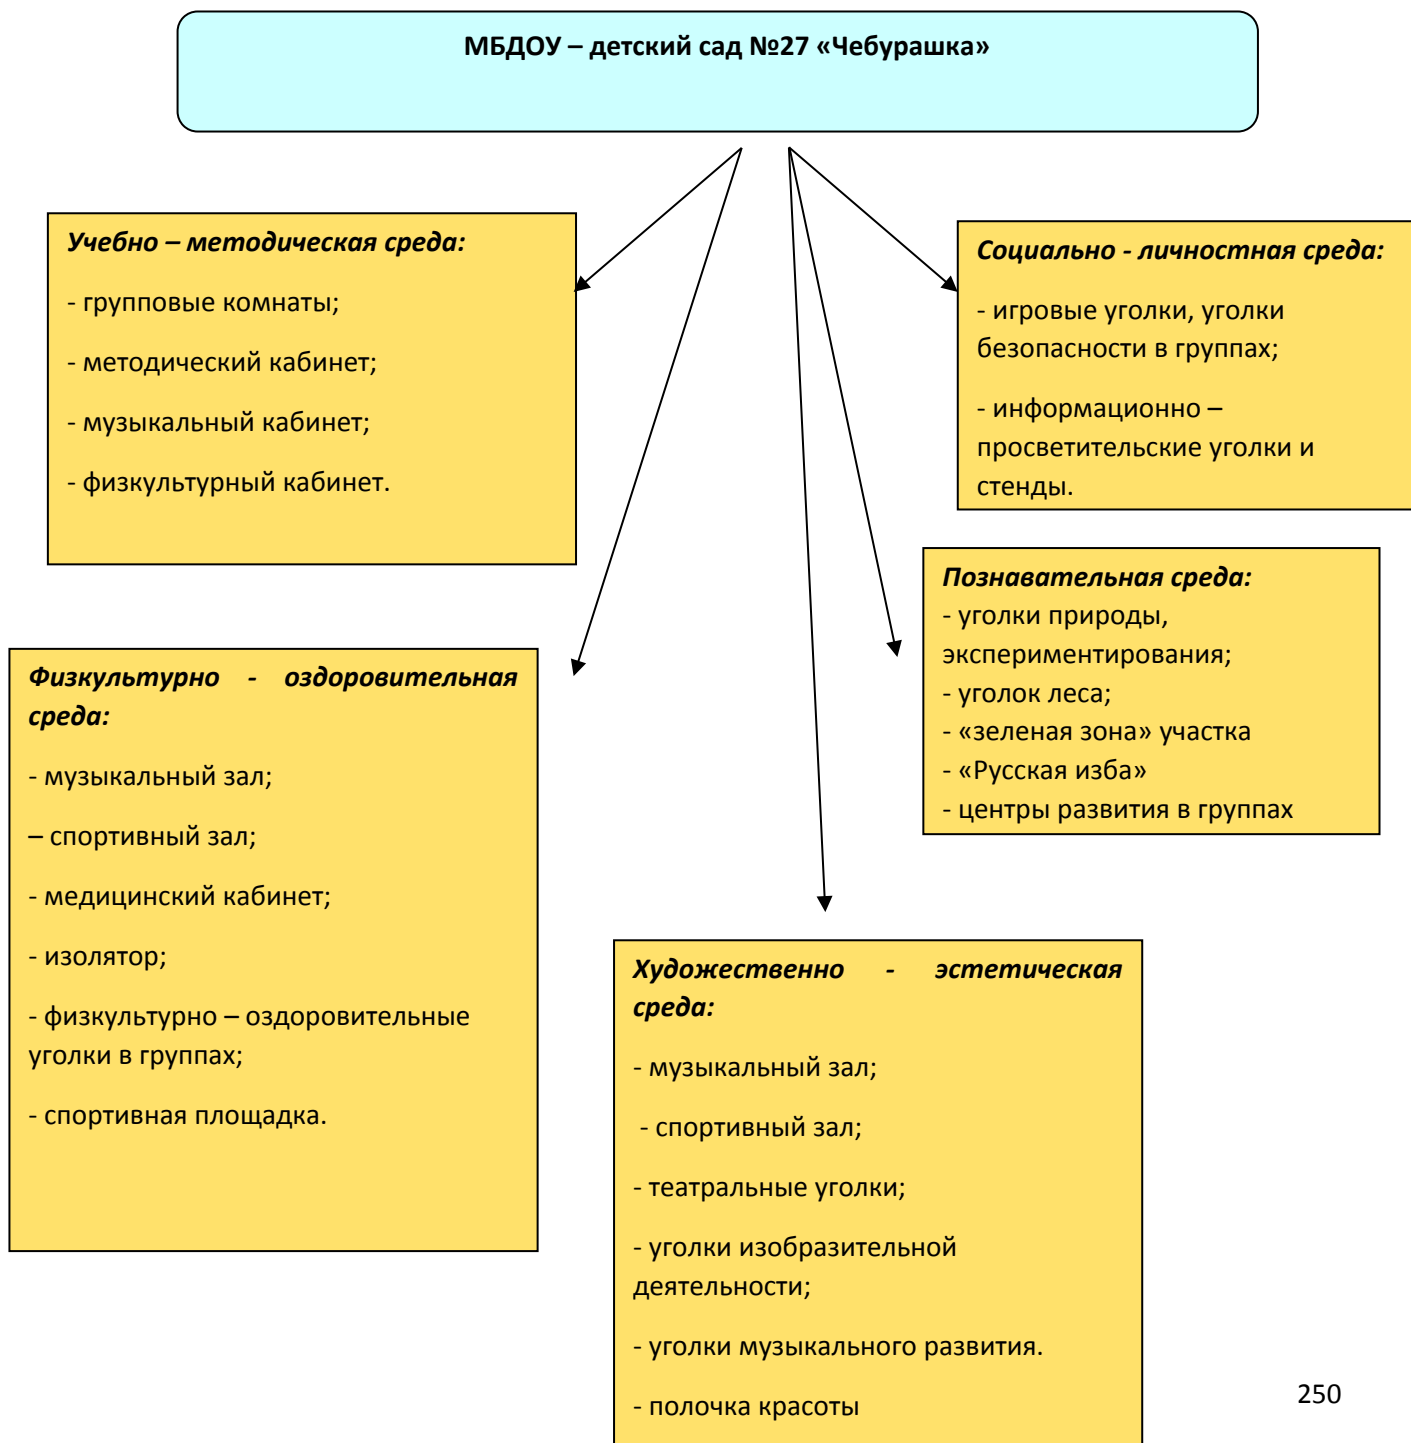 МБДОУ – детский сад №27 «Чебурашка»
Учебно – методическая среда:
- групповые комнаты;
- методический кабинет;
- музыкальный кабинет;
- физкультурный кабинет.
Социально - личностная среда:
- игровые уголки, уголки
безопасности в группах;
- информационно –
просветительские уголки и
стенды.
Познавательная среда:
- уголки природы,
экспериментирования;
- уголок леса;
- «зеленая зона» участка
- «Русская изба»
- центры развития в группах
Физкультурно - оздоровительная
среда:
- музыкальный зал;
– спортивный зал;
- медицинский кабинет;
- изолятор;
- физкультурно – оздоровительные
уголки в группах;
- спортивная площадка.
Художественно - эстетическая
среда:
- музыкальный зал;
- спортивный зал;
- театральные уголки;
- уголки изобразительной
деятельности;
- уголки музыкального развития.
- полочка красоты
250